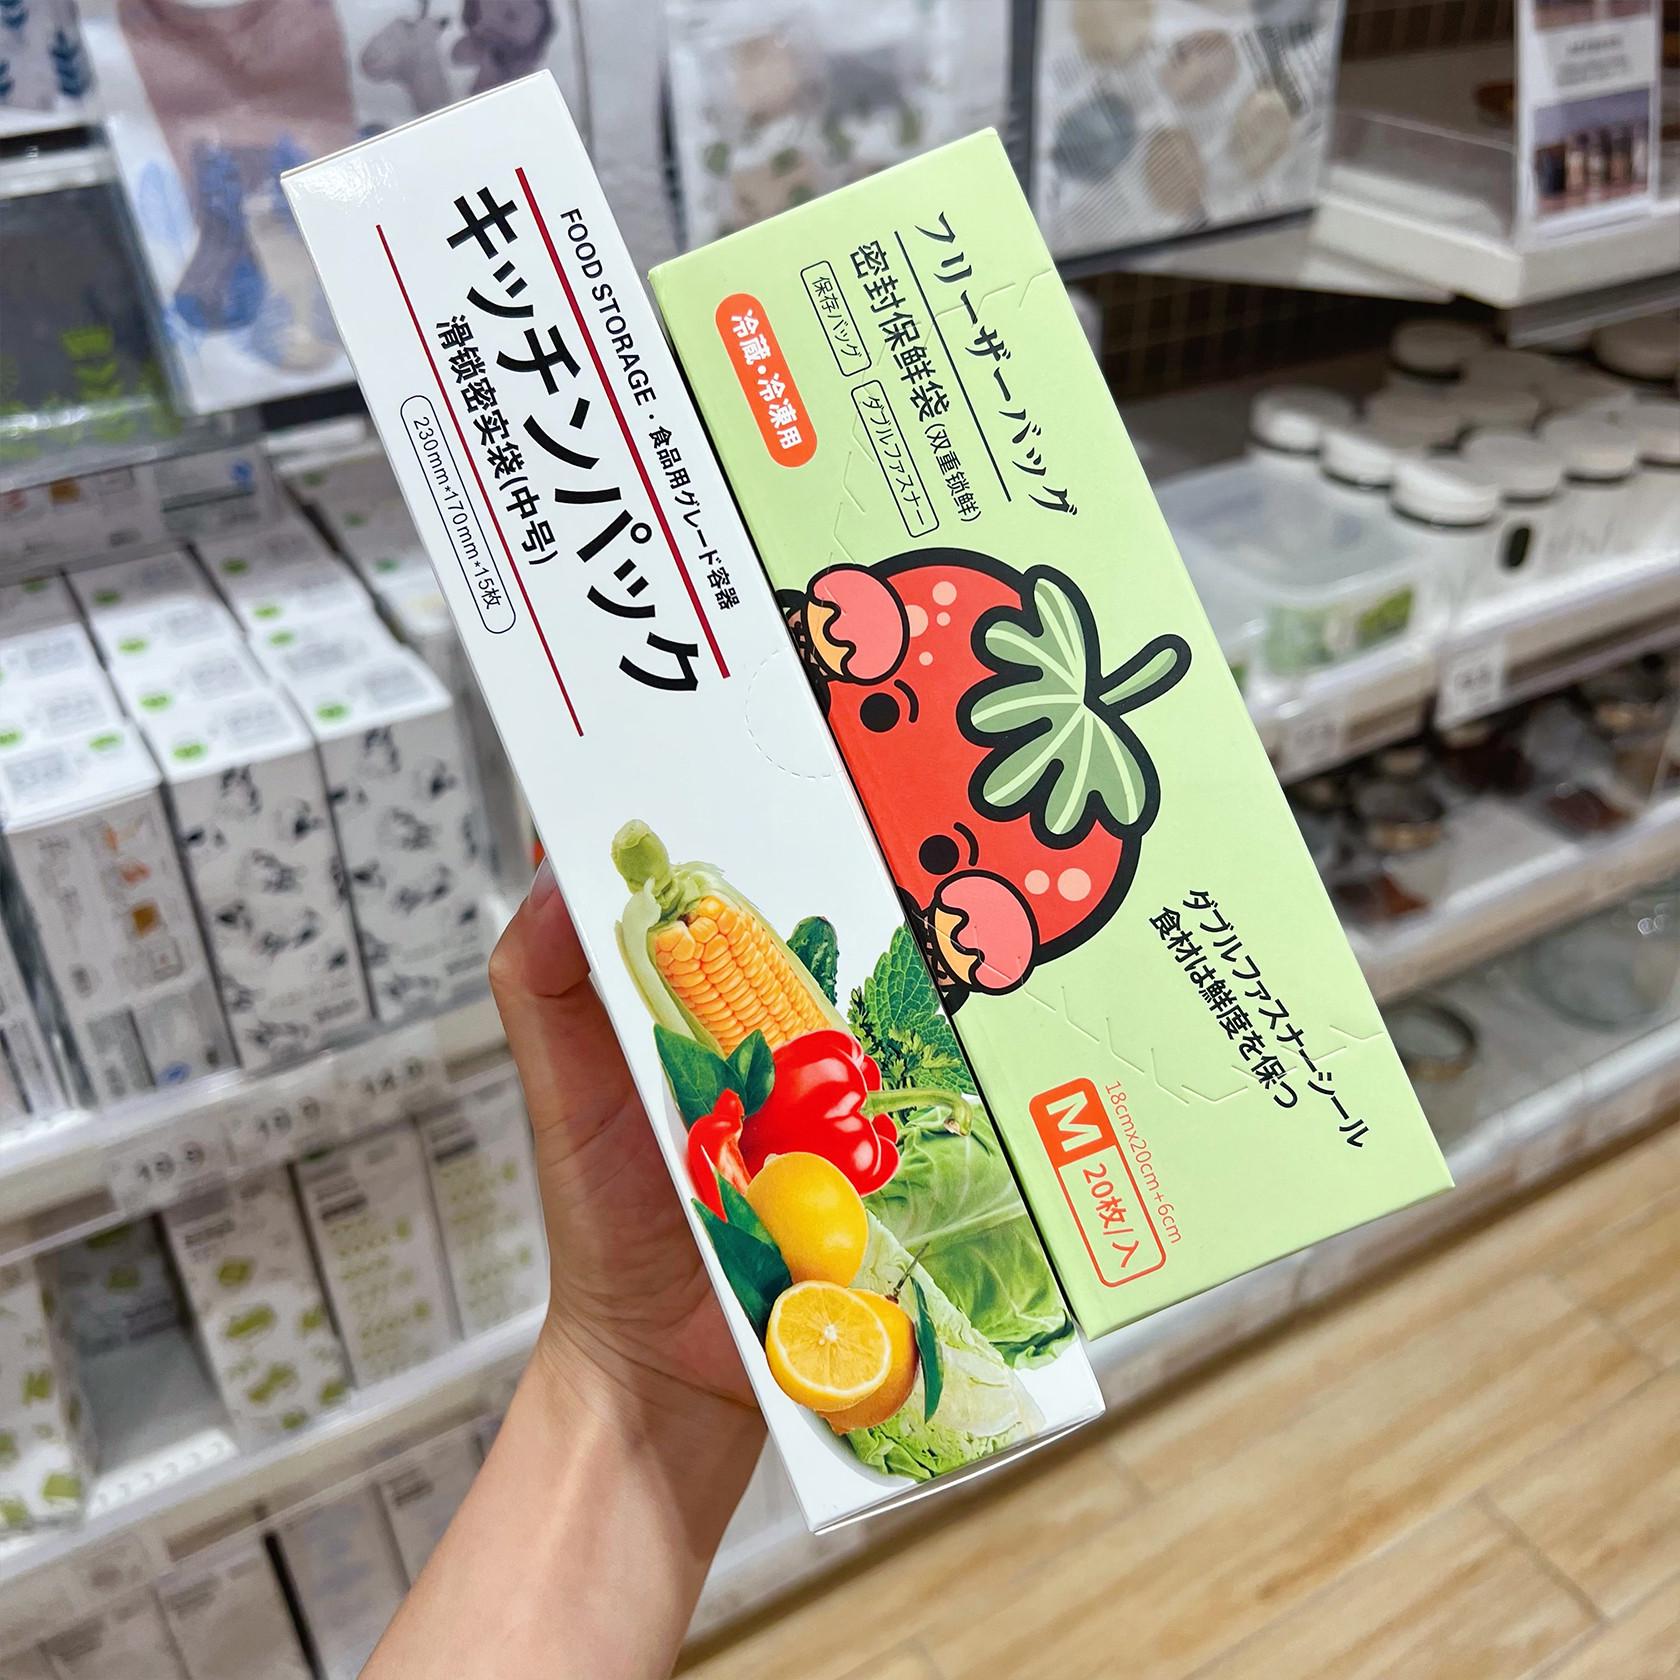 FOOD STORAGE · 食品用グレード容器
キッチンパック
滑锁密实袋(中号)
230mm*170mm*15枚
フリーザーバッグ
密封保鲜袋(双重锁鲜)
保存バッグ
ダブルファスナー
冷蔵·冷凍用
ダブルファスナーシール
食材は鮮度を保つ
18cmx20cm+6cm
M
20枚/入